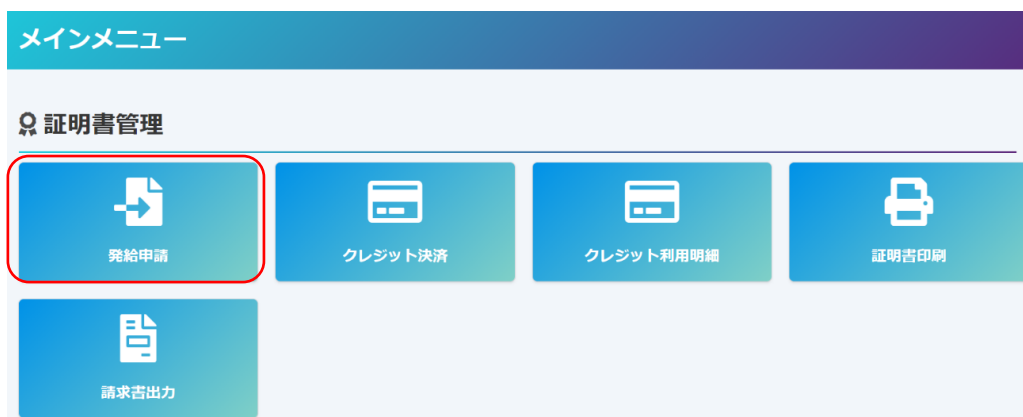 メインメニュー
証明書管理
発給申請
クレジット決済
クレジット利用明細
証明書印刷
請求書出力